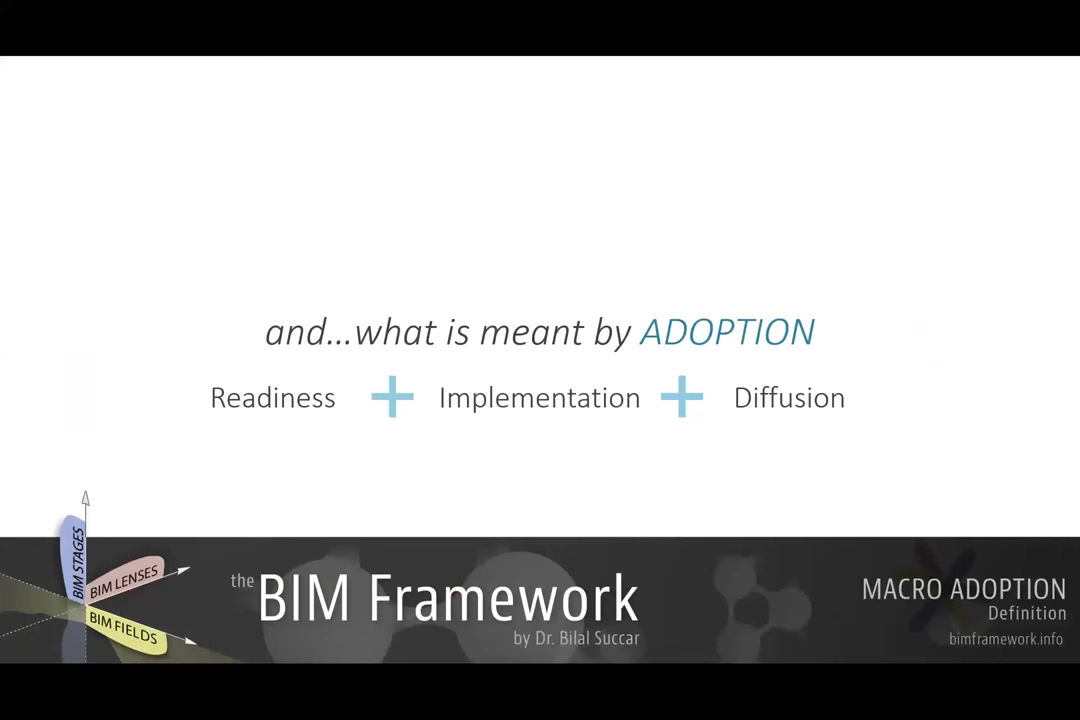 and...what is meant by ADOPTION
Readiness + Implementation + Diffusion
BIM STAGES
BIM LENSES
BIM FIELDS
the BIM Framework
by Dr. Bilal Succar
MACRO ADOPTION
Definition
bimframework.info